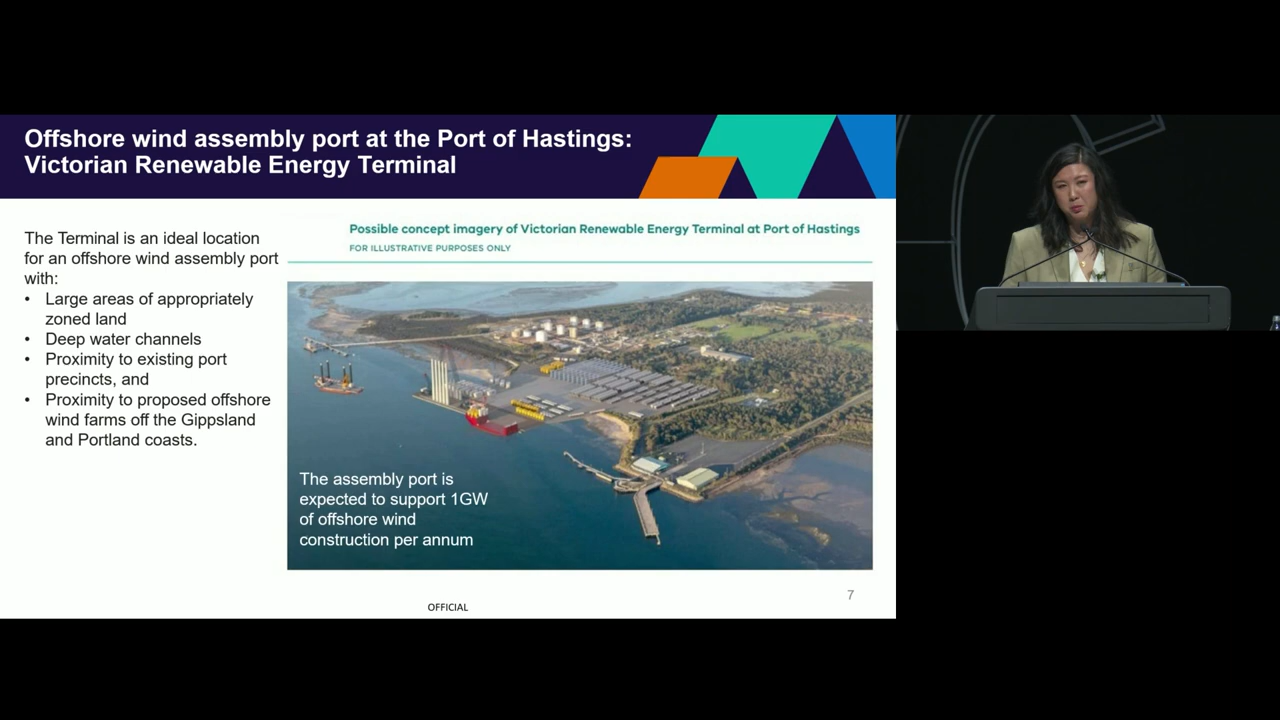 Offshore wind assembly port at the Port of Hastings:
Victorian Renewable Energy Terminal
The Terminal is an ideal location
for an offshore wind assembly port
with:
• Large areas of appropriately
zoned land
• Deep water channels
• Proximity to existing port
precincts, and
• Proximity to proposed offshore
wind farms off the Gippsland
and Portland coasts.
Possible concept imagery of Victorian Renewable Energy Terminal at Port of Hastings
FOR ILLUSTRATIVE PURPOSES ONLY
The assembly port is
expected to support 1GW
of offshore wind
construction per annum
7
OFFICIAL